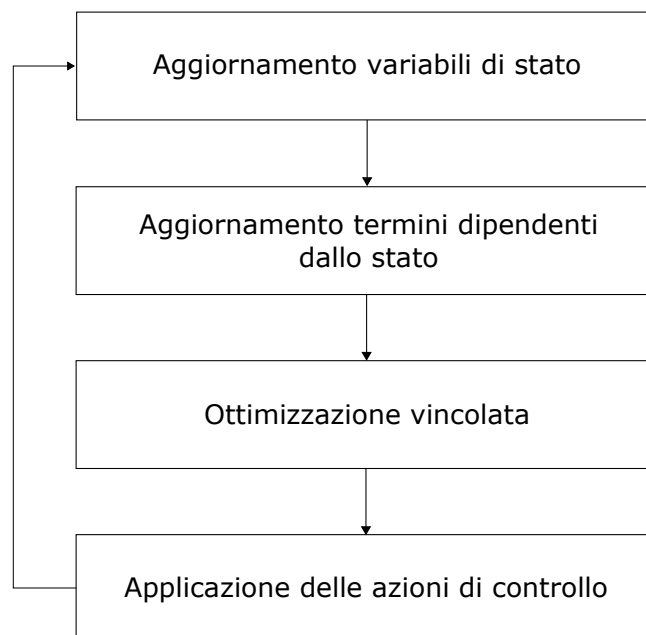 Aggiornamento variabili di stato
Aggiornamento termini dipendenti
dallo stato
Ottimizzazione vincolata
Applicazione delle azioni di controllo